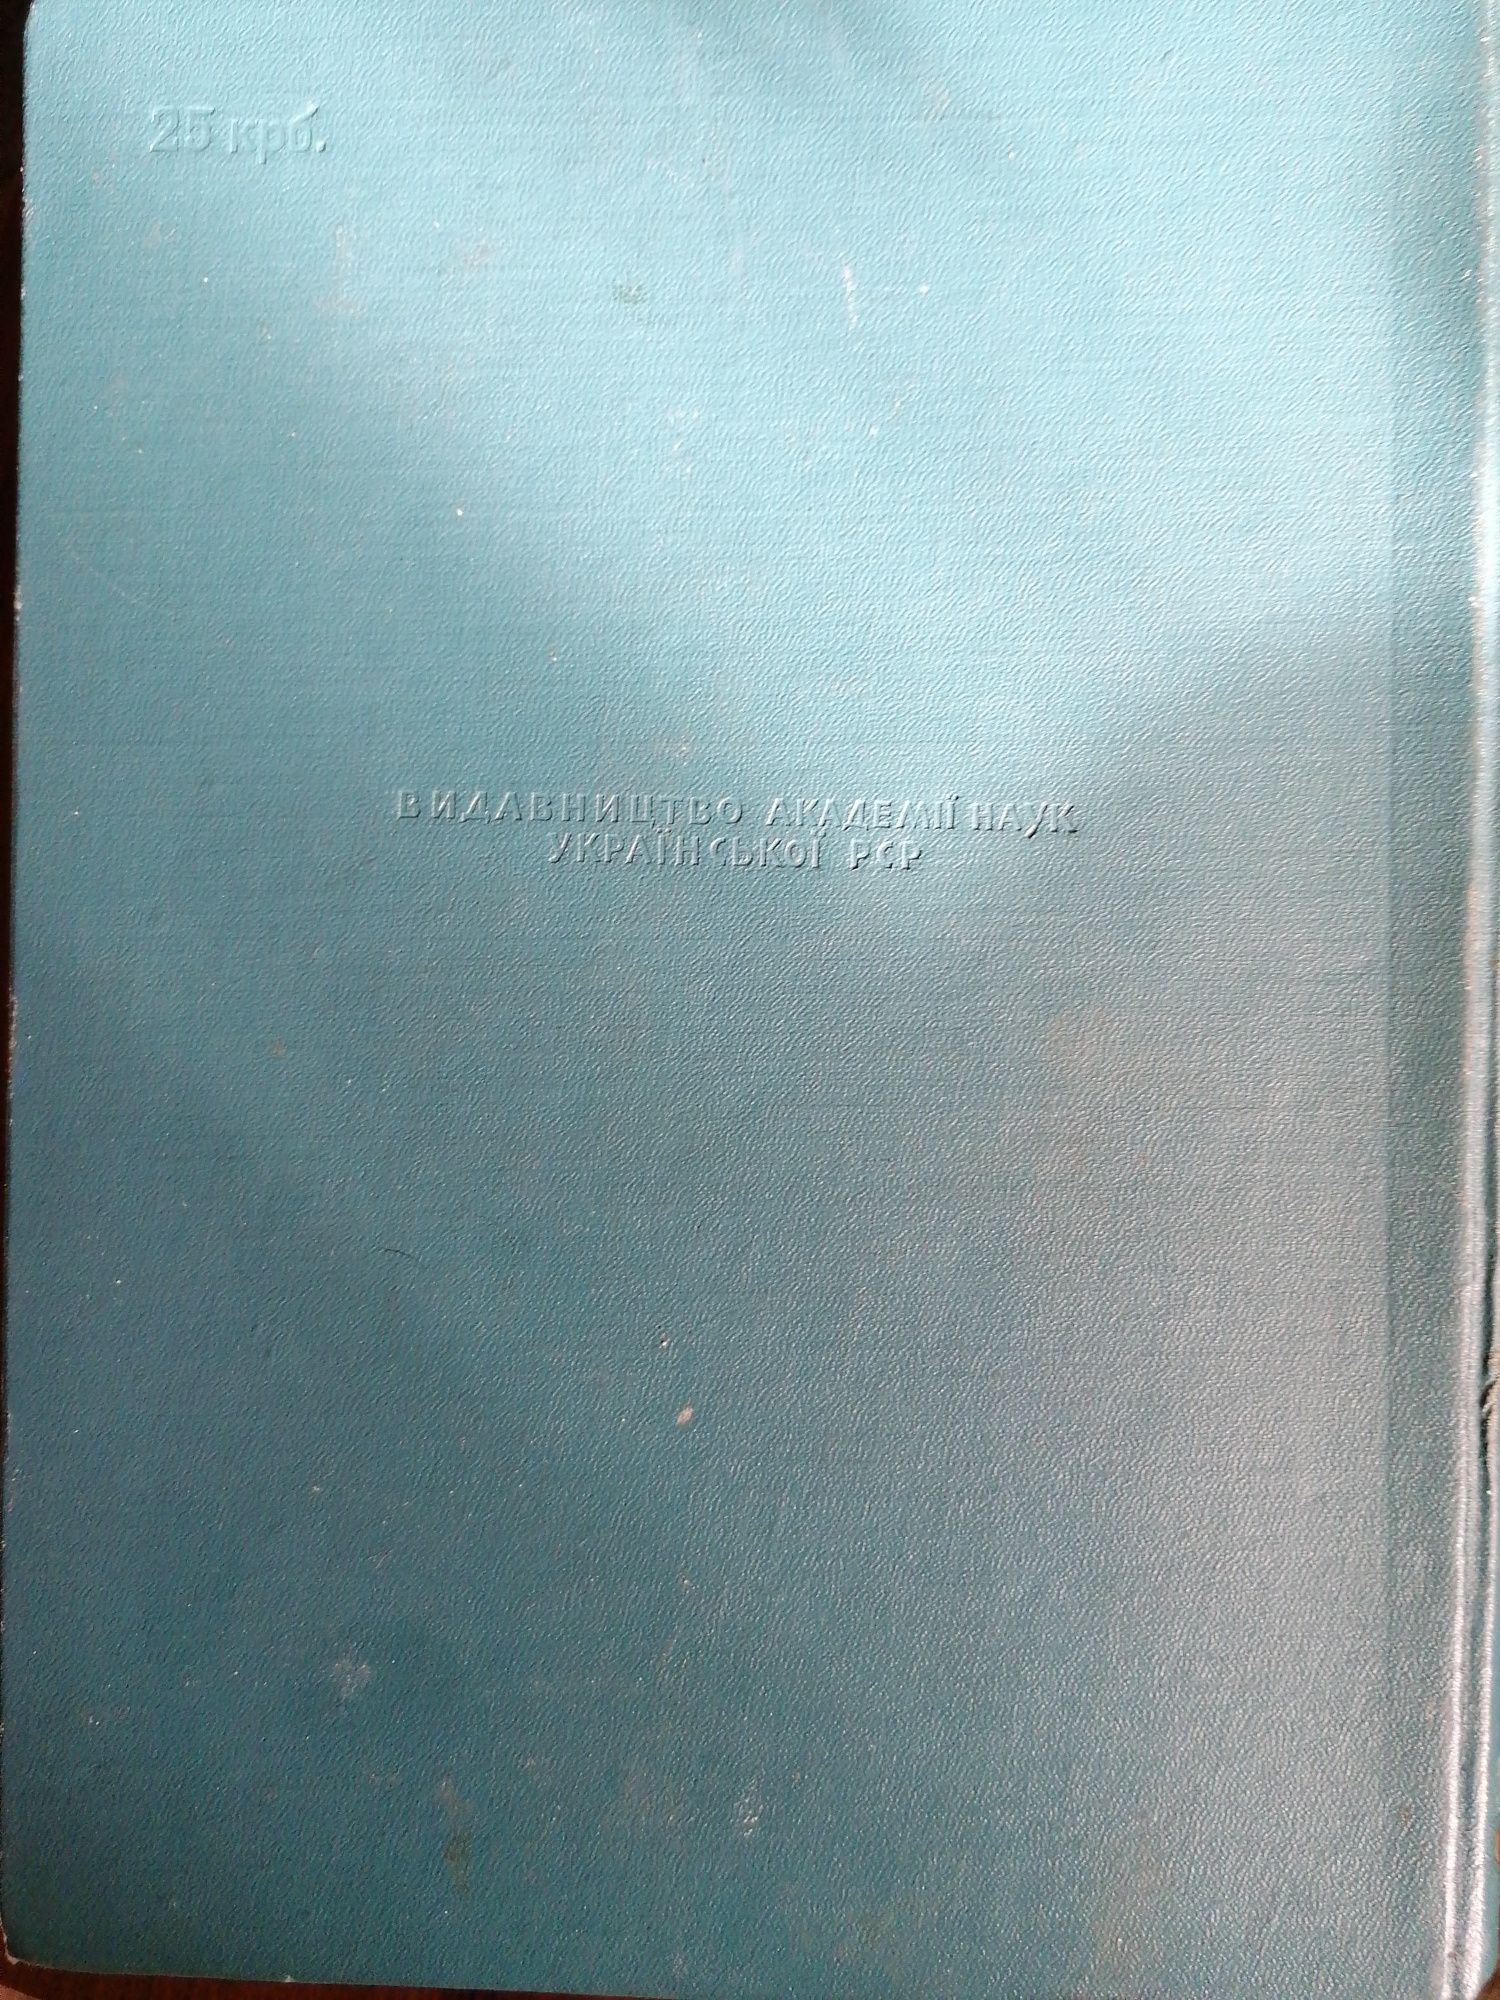 25 крб.
ВИДАВНИЦТВО АКАДЕМІЇ НАУК
УКРАЇНСЬКОЇ РСР